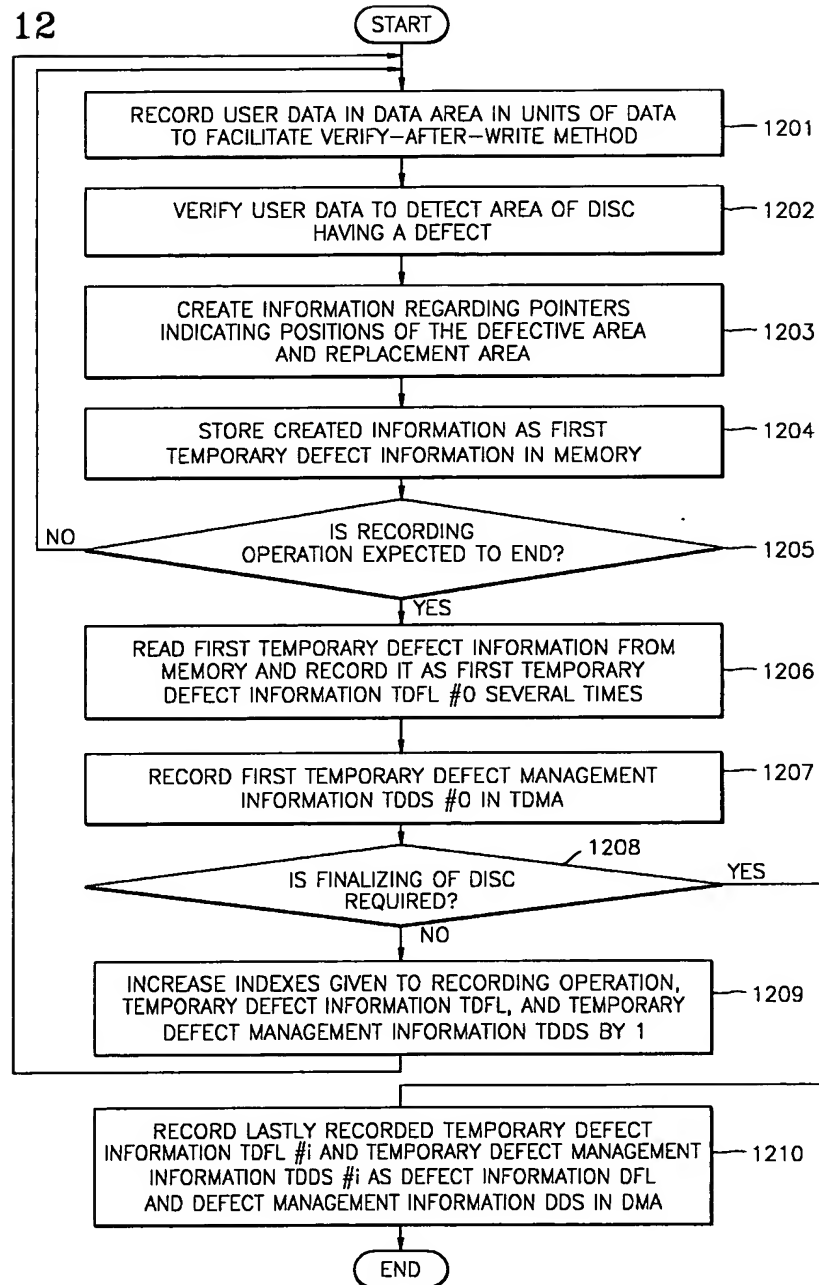 12
START
RECORD USER DATA IN DATA AREA IN UNITS OF DATA
TO FACILITATE VERIFY-AFTER-WRITE METHOD
1201
VERIFY USER DATA TO DETECT AREA OF DISC
HAVING A DEFECT
1202
CREATE INFORMATION REGARDING POINTERS
INDICATING POSITIONS OF THE DEFECTIVE AREA
AND REPLACEMENT AREA
1203
STORE CREATED INFORMATION AS FIRST
TEMPORARY DEFECT INFORMATION IN MEMORY
1204
NO
IS RECORDING
OPERATION EXPECTED TO END?
1205
YES
READ FIRST TEMPORARY DEFECT INFORMATION FROM
MEMORY AND RECORD IT AS FIRST TEMPORARY
DEFECT INFORMATION TDFL #0 SEVERAL TIMES
1206
RECORD FIRST TEMPORARY DEFECT MANAGEMENT
INFORMATION TDDS #0 IN TDMA
1207
1208
YES
IS FINALIZING OF DISC
REQUIRED?
NO
INCREASE INDEXES GIVEN TO RECORDING OPERATION,
TEMPORARY DEFECT INFORMATION TDFL, AND TEMPORARY
DEFECT MANAGEMENT INFORMATION TDDS BY 1
1209
RECORD LASTLY RECORDED TEMPORARY DEFECT
INFORMATION TDFL #i AND TEMPORARY DEFECT MANAGEMENT
INFORMATION TDDS #i AS DEFECT INFORMATION DFL
AND DEFECT MANAGEMENT INFORMATION DDS IN DMA
1210
END